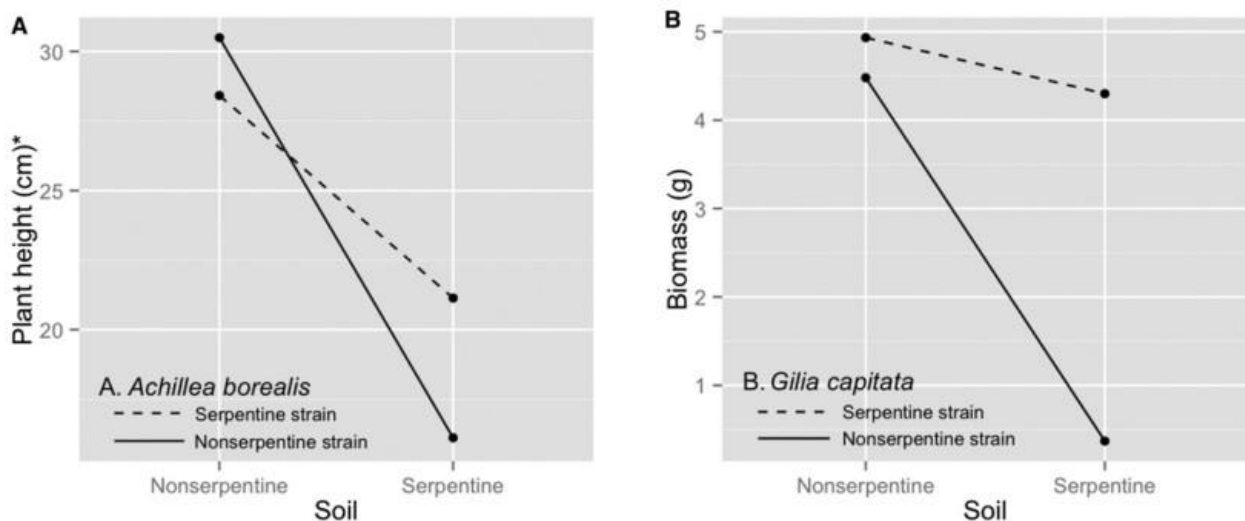 A
Plant height (cm)*
30
25
20
A. Achillea borealis
Serpentine strain
Nonserpentine strain
Nonserpentine Serpentine
Soil
B
Biomass (g)
5
4
3
2
1
B. Gilia capitata
Serpentine strain
Nonserpentine strain
Nonserpentine Serpentine
Soil